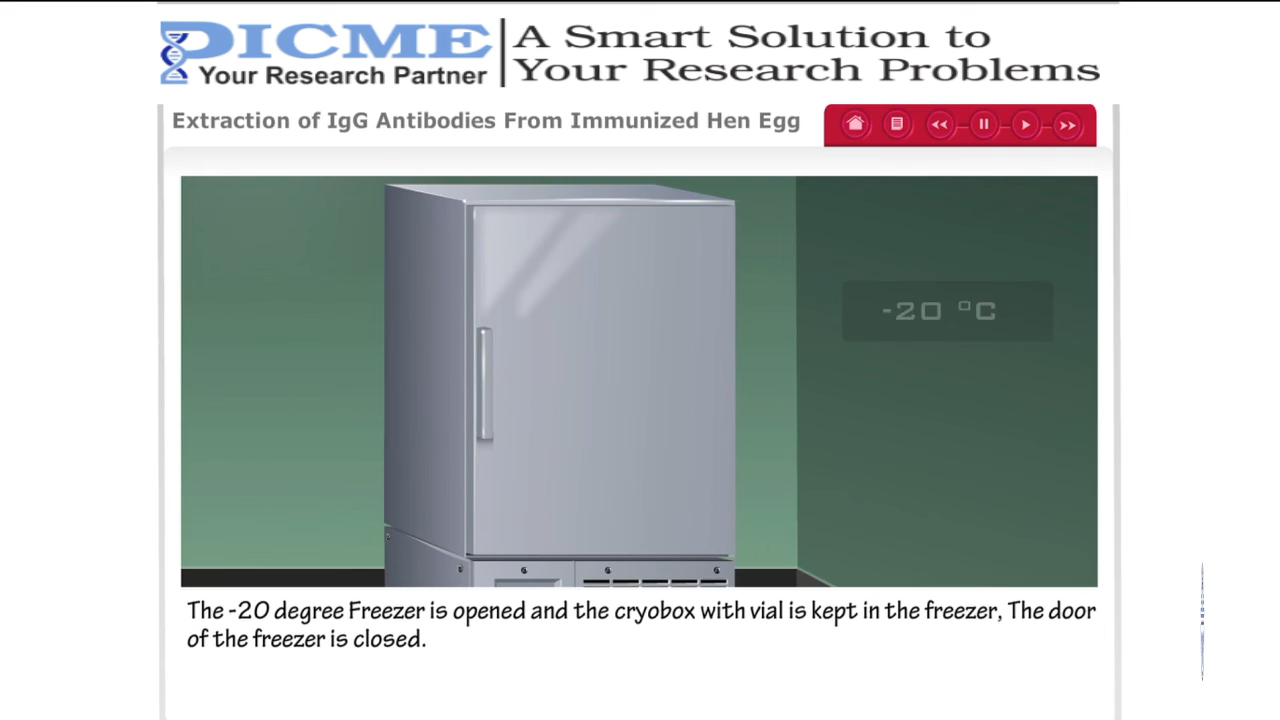 PICME
Your Research Partner
A Smart Solution to
Your Research Problems
Extraction of IgG Antibodies From Immunized Hen Egg
-20 °C
The -20 degree Freezer is opened and the cryobox with vial is kept in the freezer, The door
of the freezer is closed.